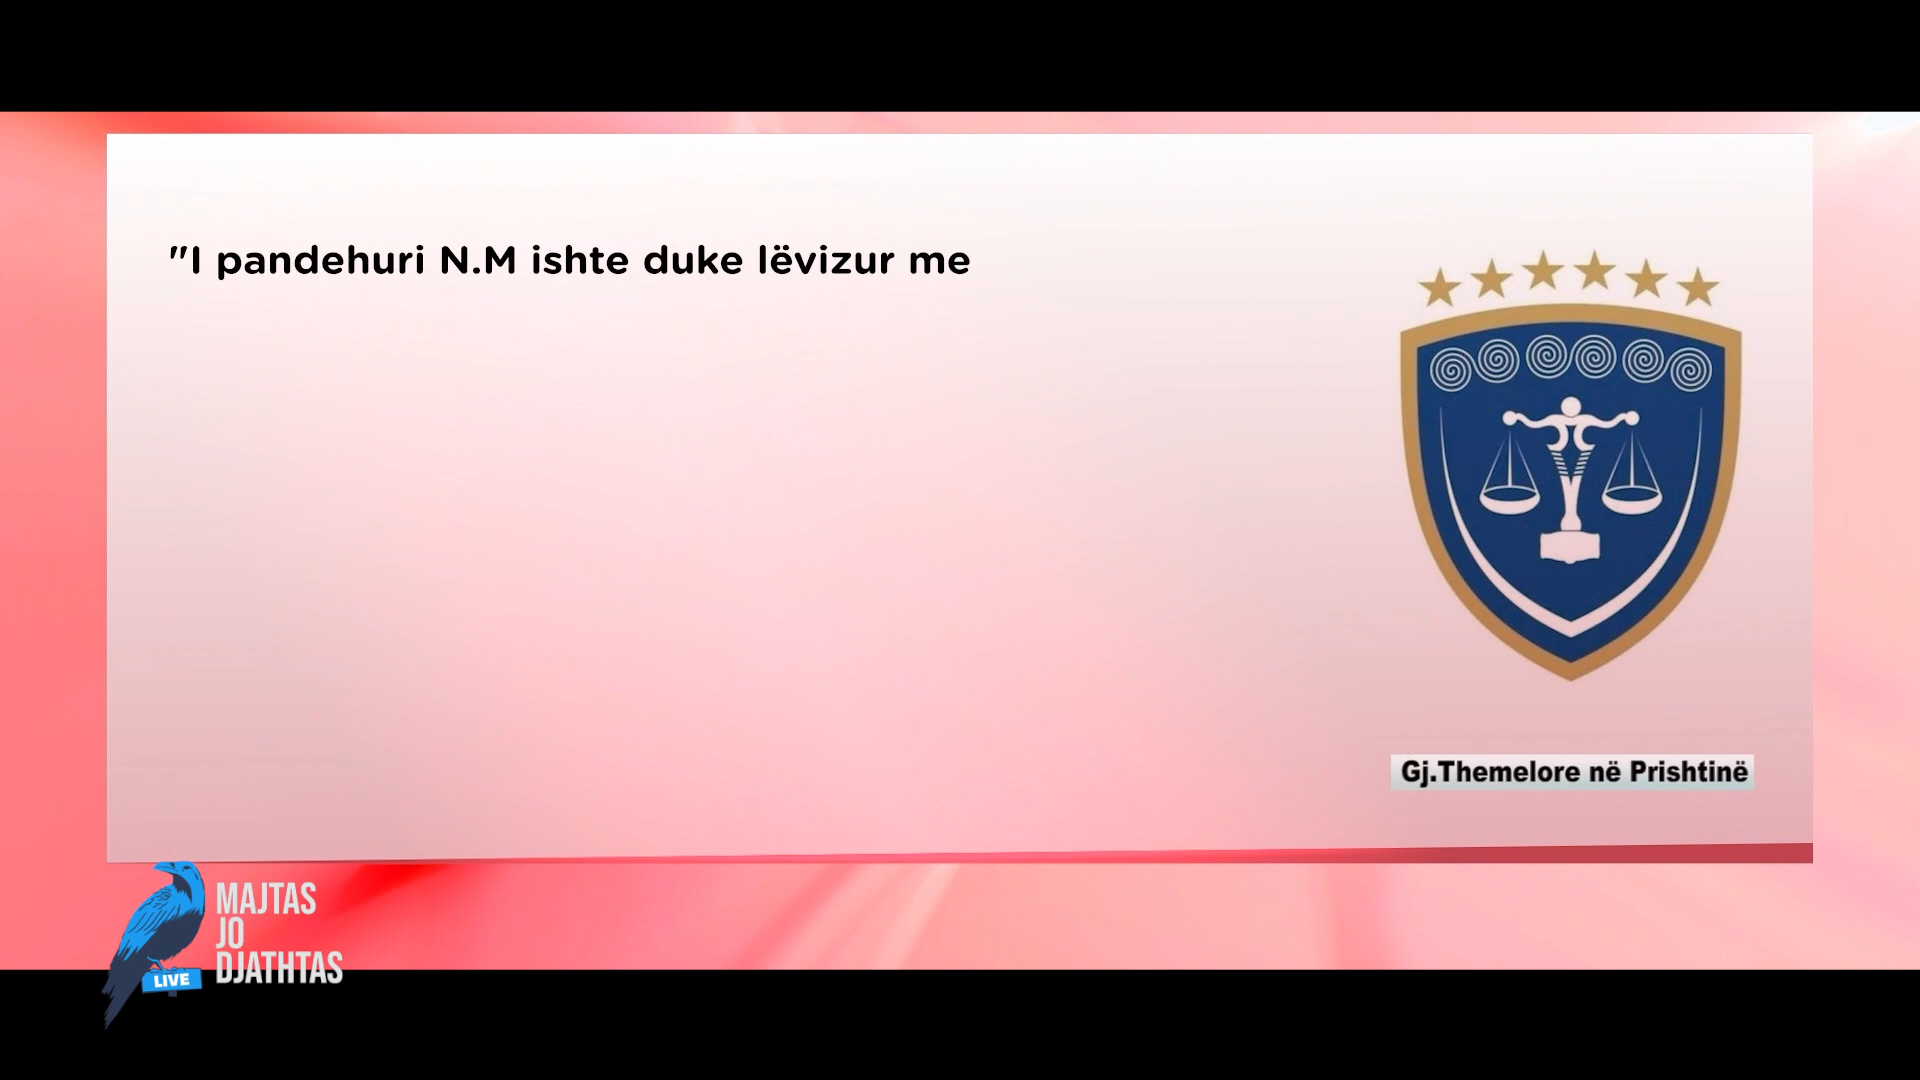 "I pandehuri N.M ishte duke lëvizur me
Gj.Themelore në Prishtinë
MAJTAS
JO
DJATHTAS
LIVE